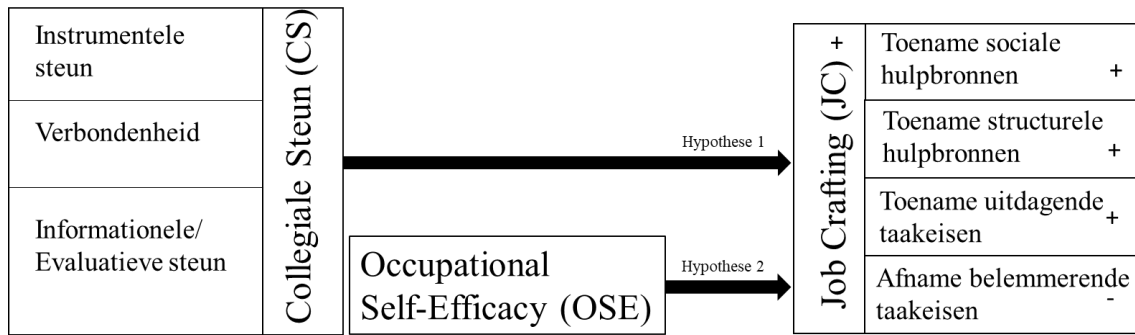 Instrumentele
steun
Verbondenheid
Informationele/
Evaluatieve steun
Collegiale Steun (CS)
Hypothese 1
Occupational
Self-Efficacy (OSE)
Hypothese 2
Job Crafting (JC) +
Toename sociale
hulpbronnen +
Toename structurele
hulpbronnen +
Toename uitdagende
taakeisen +
Afname belemmerende
taakeisen -